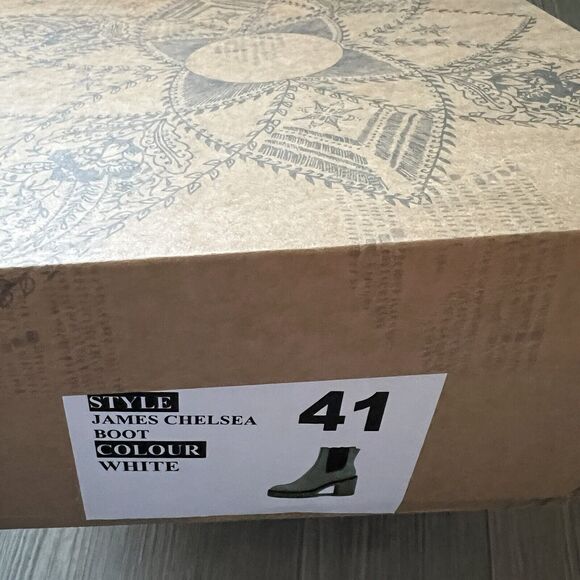 STYLE
JAMES CHELSEA
BOOT
COLOUR
WHITE
41